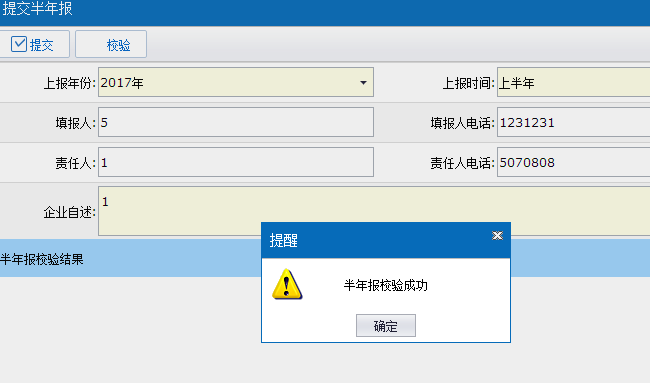 提交半年报
提交 校验
上报年份: 2017年 上报时间: 上半年
填报人: 5 填报人电话: 1231231
责任人: 1 责任人电话: 5070808
企业自述: 1
提醒
半年报校验结果
半年报校验成功
确定